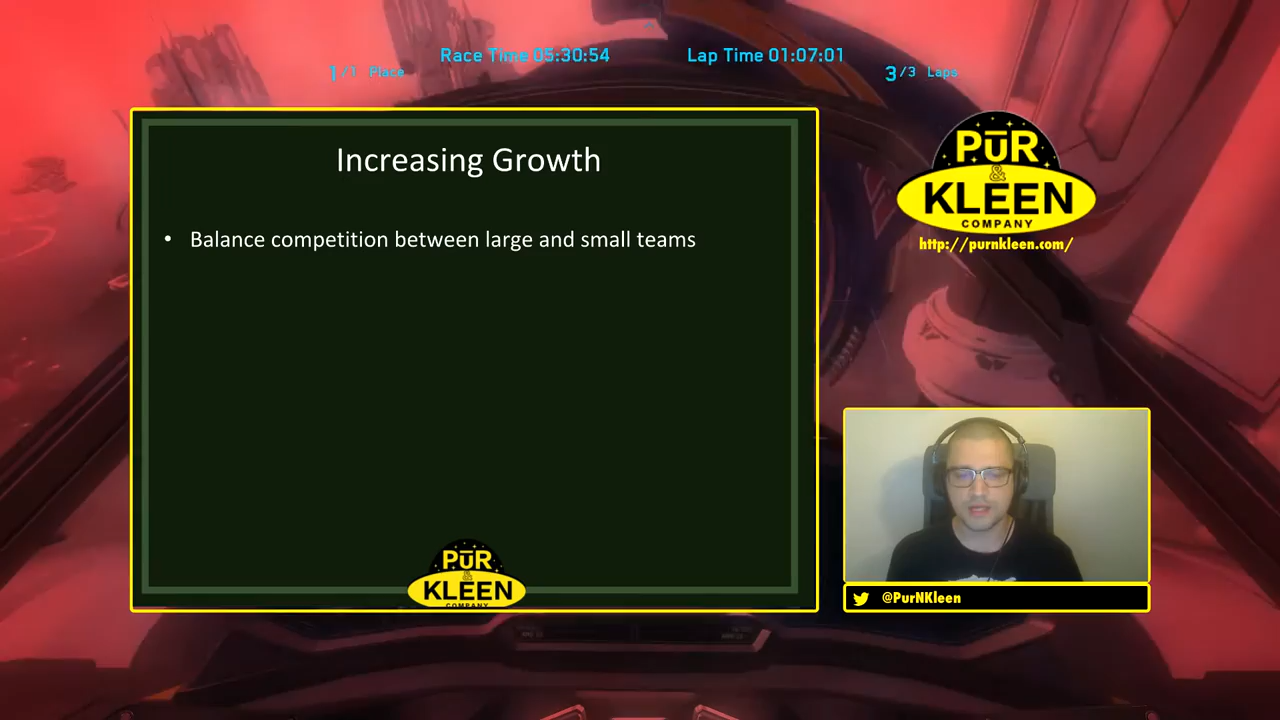 Race Time 05:30:54
Lap Time 01:07:01
1/1 Place
3/3 Laps
Increasing Growth
• Balance competition between large and small teams
PŪR
&
KLEEN
COMPANY
http://purnkleen.com/
PŪR
&
KLEEN
COMPANY
@PurNKleen